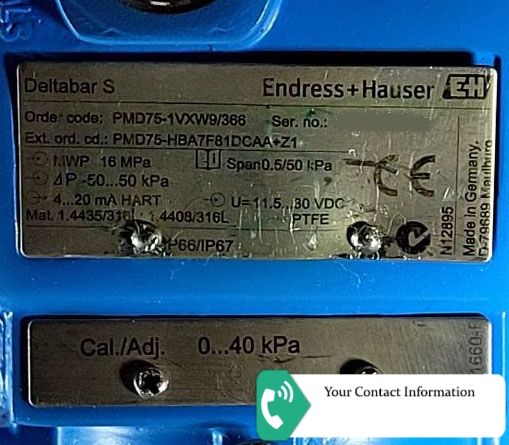 Deltabar S
Endress+Hauser EH
Order code: PMD75-1VXW9/366 Ser. no.:
Ext. ord. cd.: PMD75-HBA7F81DCAA+Z1
MWP 16 MPa Span0.5/50 kPa
ΔP -50...50 kPa
4...20 mA HART U= 11.5...30 VDC
Mat. 1.4435/316L 1.4408/316L PTFE
IP66/IP67
CE
N12895
Made in Germany,
D-79689 Maulburg
Cal./Adj. 0...40 kPa
Your Contact Information